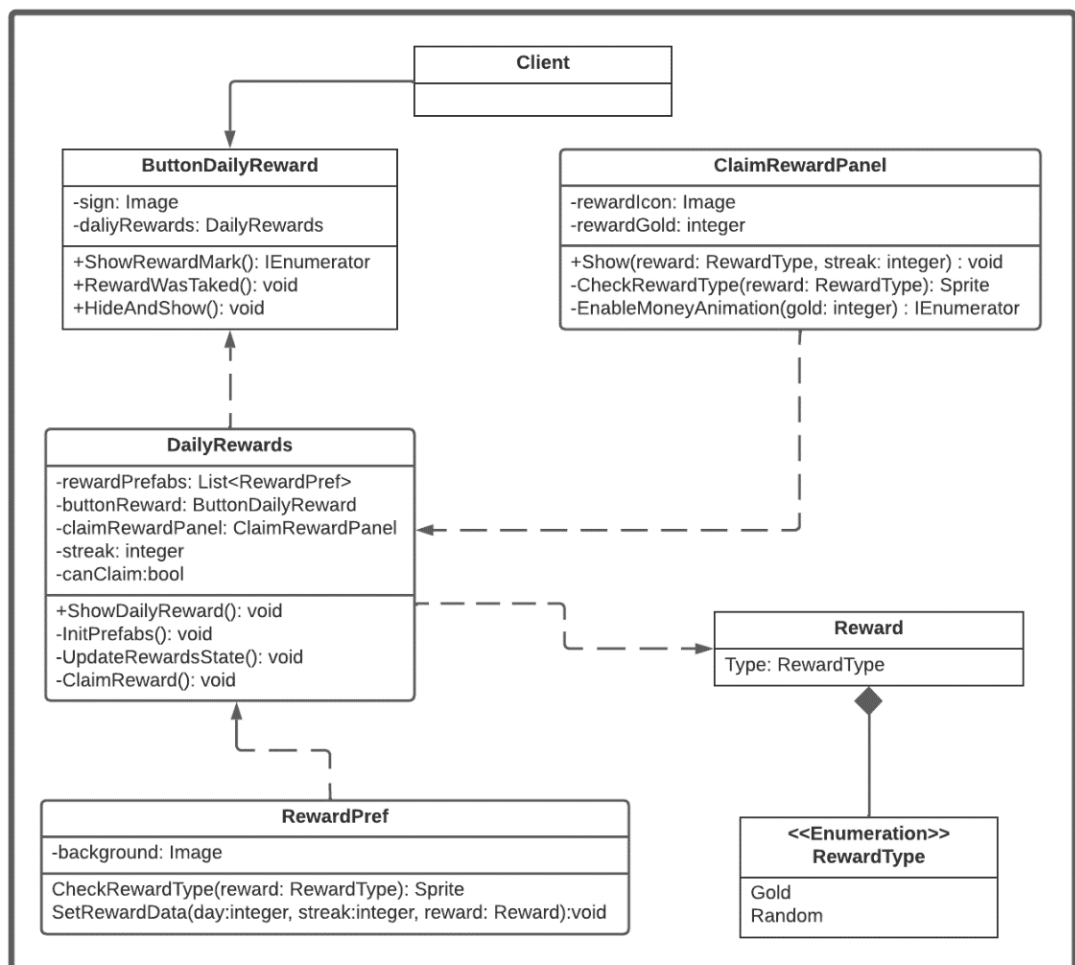 Client
ButtonDailyReward
-sign: Image
-daliyRewards: DailyRewards
+ShowRewardMark(): IEnumerator
+RewardWasTaked(): void
+HideAndShow(): void
ClaimRewardPanel
-rewardIcon: Image
-rewardGold: integer
+Show(reward: RewardType, streak: integer) : void
-CheckRewardType(reward: RewardType): Sprite
-EnableMoneyAnimation(gold: integer) : IEnumerator
DailyRewards
-rewardPrefabs: List<RewardPref>
-buttonReward: ButtonDailyReward
-claimRewardPanel: ClaimRewardPanel
-streak: integer
-canClaim:bool
+ShowDailyReward(): void
-InitPrefabs(): void
-UpdateRewardsState(): void
-ClaimReward(): void
Reward
Type: RewardType
RewardPref
-background: Image
CheckRewardType(reward: RewardType): Sprite
SetRewardData(day:integer, streak:integer, reward: Reward):void
<<Enumeration>>
RewardType
Gold
Random